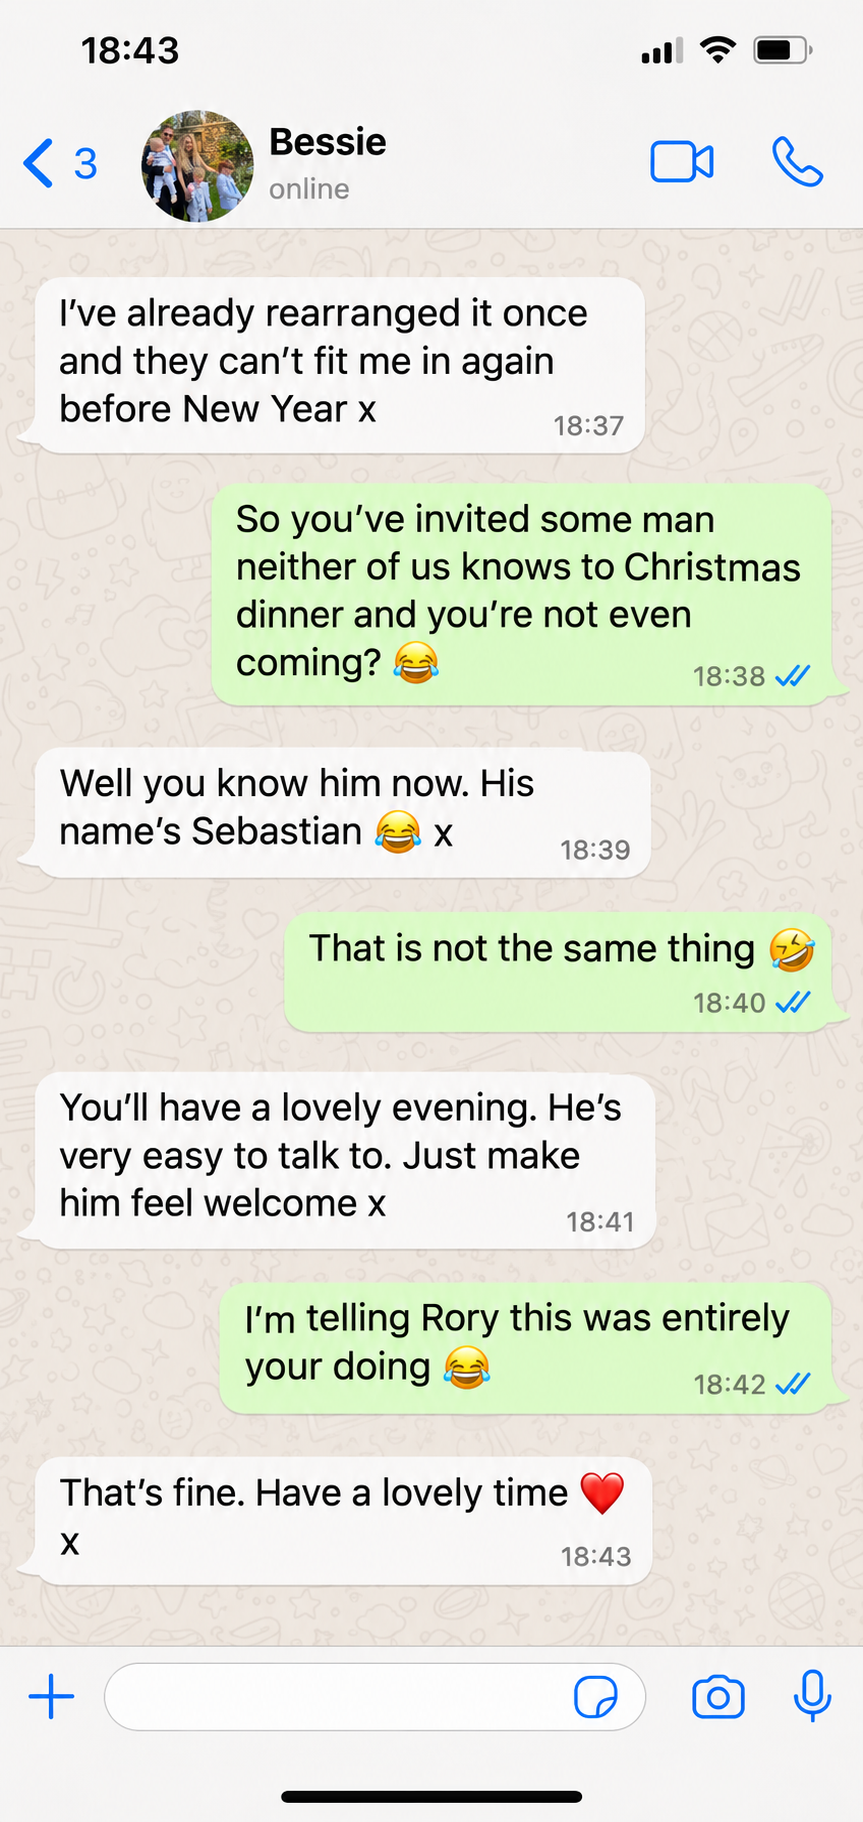 18:43
3
Bessie
online
I’ve already rearranged it once
and they can’t fit me in again
before New Year x
18:37
So you’ve invited some man
neither of us knows to Christmas
dinner and you’re not even
coming? 😂
18:38
Well you know him now. His
name’s Sebastian 😂 x
18:39
That is not the same thing 🤣
18:40
You’ll have a lovely evening. He’s
very easy to talk to. Just make
him feel welcome x
18:41
I’m telling Rory this was entirely
your doing 😂
18:42
That’s fine. Have a lovely time ❤️
x
18:43